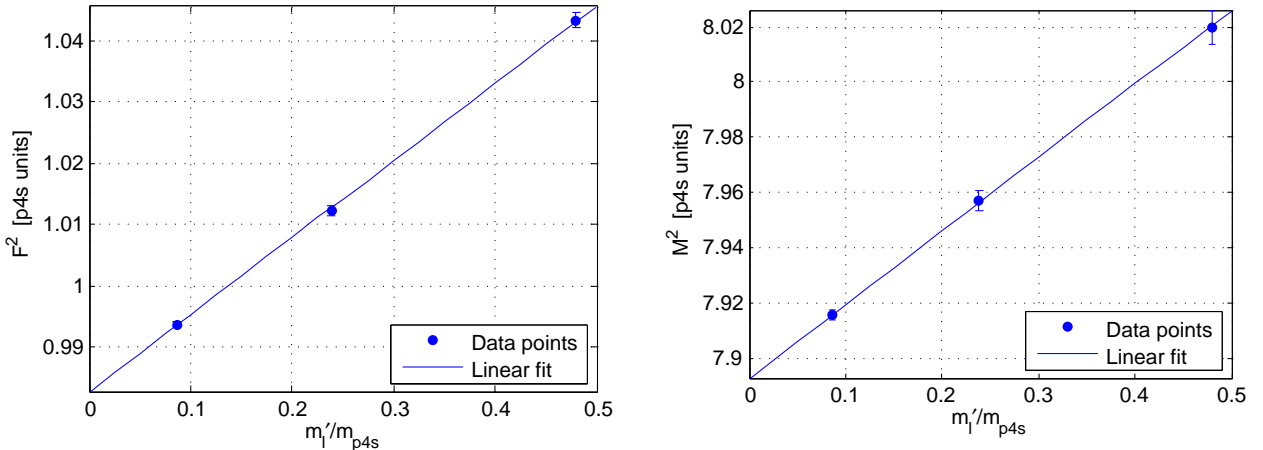 1.04
1.03
1.02
1.01
1
0.99
F² [p4s units]
0 0.1 0.2 0.3 0.4 0.5
mₗ′/m_p4s
Data points
Linear fit
8.02
8
7.98
7.96
7.94
7.92
7.9
M² [p4s units]
0 0.1 0.2 0.3 0.4 0.5
mₗ′/m_p4s
Data points
Linear fit